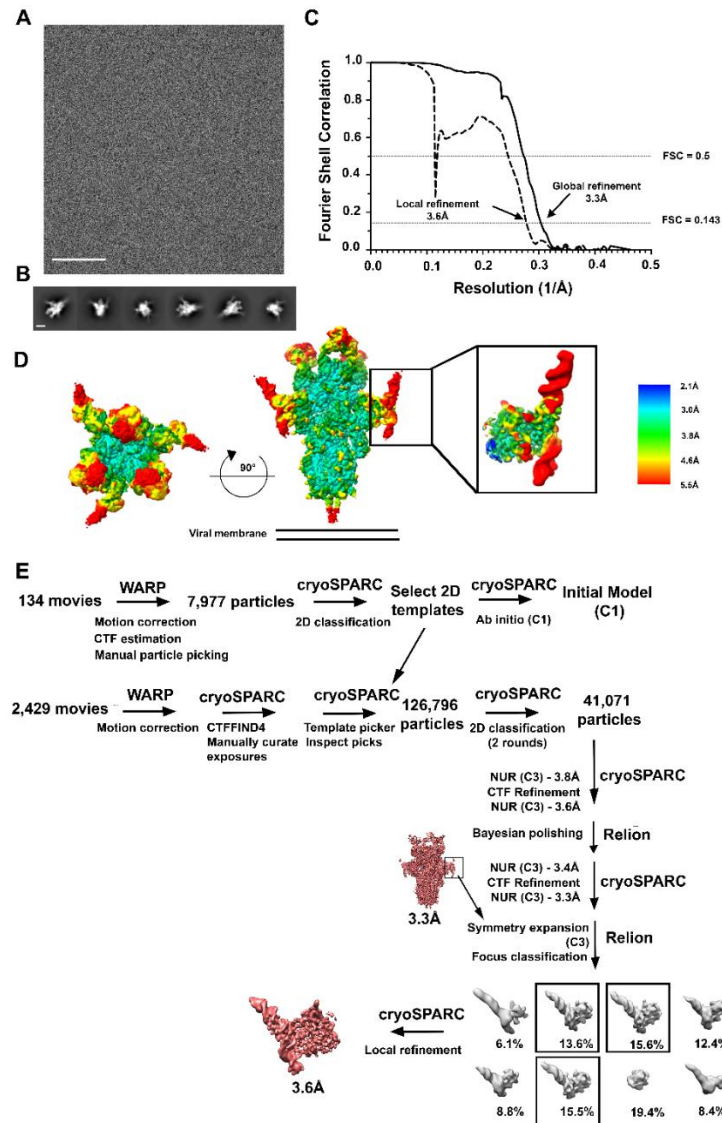 A
C
1.0
0.8
0.6
0.4
0.2
0.0
Fourier Shell Correlation
FSC = 0.5
Local refinement
3.6Å
Global refinement
3.3Å
FSC = 0.143
0.0 0.1 0.2 0.3 0.4 0.5
Resolution (1/Å)
B
D
90°
Viral membrane
2.1Å
3.0Å
3.8Å
4.6Å
5.5Å
E
134 movies
WARP
Motion correction
CTF estimation
Manual particle picking
7,977 particles
cryoSPARC
2D classification
Select 2D
templates
cryoSPARC
Ab initio (C1)
Initial Model
(C1)
2,429 movies
WARP
Motion correction
cryoSPARC
CTFFIND4
Manually curate
exposures
cryoSPARC
Template picker
Inspect picks
126,796
particles
cryoSPARC
2D classification
(2 rounds)
41,071
particles
NUR (C3) - 3.8Å
CTF Refinement
NUR (C3) - 3.6Å
cryoSPARC
Bayesian polishing
Relion
NUR (C3) - 3.4Å
CTF Refinement
NUR (C3) - 3.3Å
cryoSPARC
3.3Å
Symmetry expansion
(C3)
Focus classification
Relion
6.1% 13.6% 15.6% 12.4%
8.8% 15.5% 19.4% 8.4%
cryoSPARC
Local refinement
3.6Å